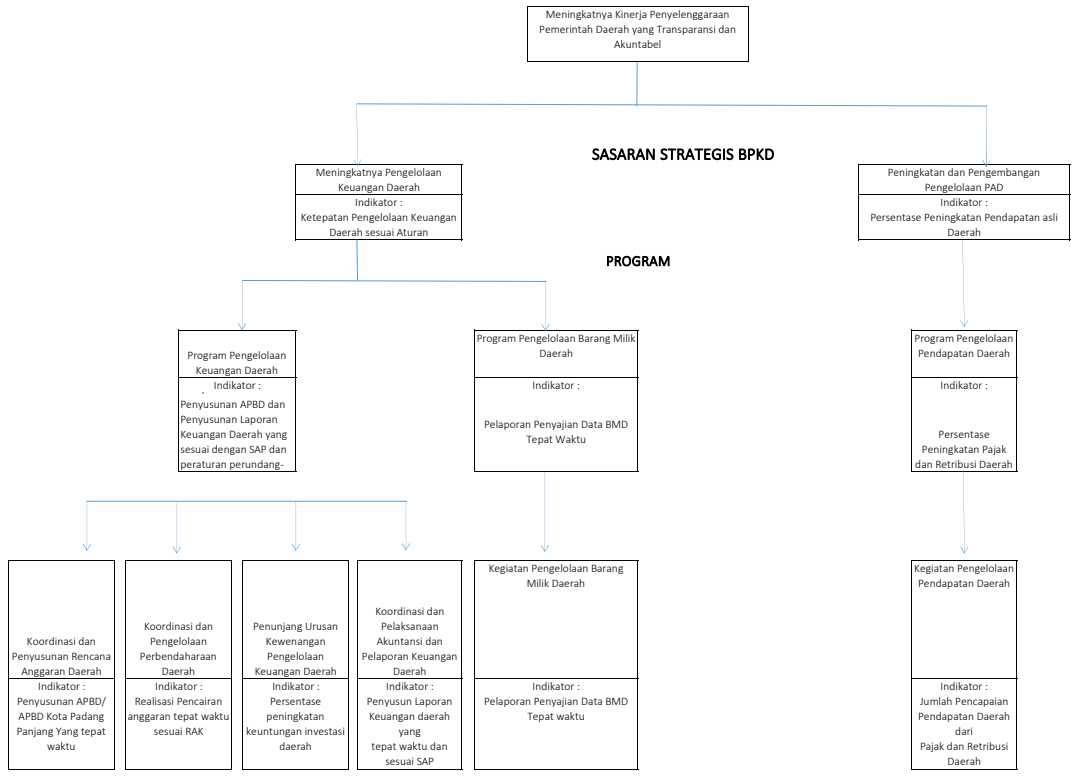 Meningkatnya Kinerja Penyelenggaraan
Pemerintah Daerah yang Transparansi dan
Akuntabel
SASARAN STRATEGIS BPKD
Meningkatnya Pengelolaan
Keuangan Daerah
Indikator :
Ketepatan Pengelolaan Keuangan
Daerah sesuai Aturan
Peningkatan dan Pengembangan
Pengelolaan PAD
Indikator :
Persentase Peningkatan Pendapatan asli
Daerah
PROGRAM
Program Pengelolaan
Keuangan Daerah
Indikator :
Penyusunan APBD dan
Penyusunan Laporan
Keuangan Daerah yang
sesuai dengan SAP dan
peraturan perundang-
Program Pengelolaan Barang Milik
Daerah
Indikator :
Pelaporan Penyajian Data BMD
Tepat Waktu
Program Pengelolaan
Pendapatan Daerah
Indikator :
Persentase
Peningkatan Pajak
dan Retribusi Daerah
Koordinasi dan
Penyusunan Rencana
Anggaran Daerah
Indikator :
Penyusunan APBD/
APBD Kota Padang
Panjang Yang tepat
waktu
Koordinasi dan
Pengelolaan
Perbendaharaan
Daerah
Indikator :
Realisasi Pencairan
anggaran tepat waktu
sesuai RAK
Penunjang Urusan
Kewenangan
Pengelolaan
Keuangan Daerah
Indikator :
Persentase
peningkatan
keuntungan investasi
daerah
Koordinasi dan
Pelaksanaan
Akuntansi dan
Pelaporan Keuangan
Daerah
Indikator :
Penyusun Laporan
Keuangan daerah
yang
tepat waktu dan
sesuai SAP
Kegiatan Pengelolaan Barang
Milik Daerah
Indikator :
Pelaporan Penyajian Data BMD
Tepat waktu
Kegiatan Pengelolaan
Pendapatan Daerah
Indikator :
Jumlah Pencapaian
Pendapatan Daerah
dari
Pajak dan Retribusi
Daerah